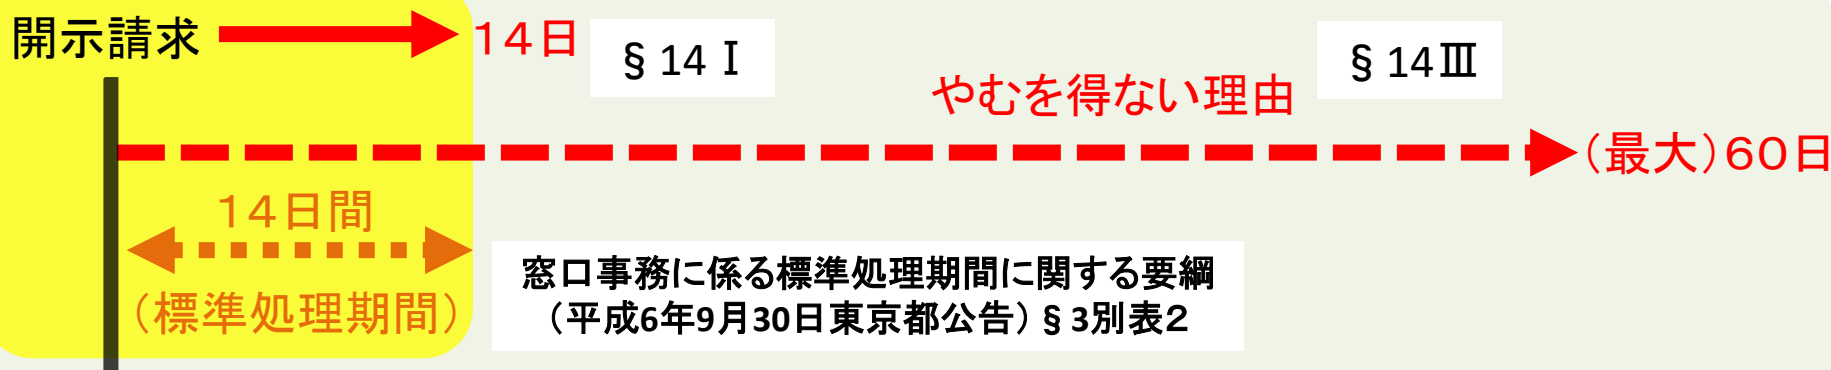 開示請求
14日
§14 Ⅰ
§14Ⅲ
やむを得ない理由
（最大）６０日
１４日間
（標準処理期間）
窓口事務に係る標準処理期間に関する要綱
（平成6年9月30日東京都公告）§3別表２